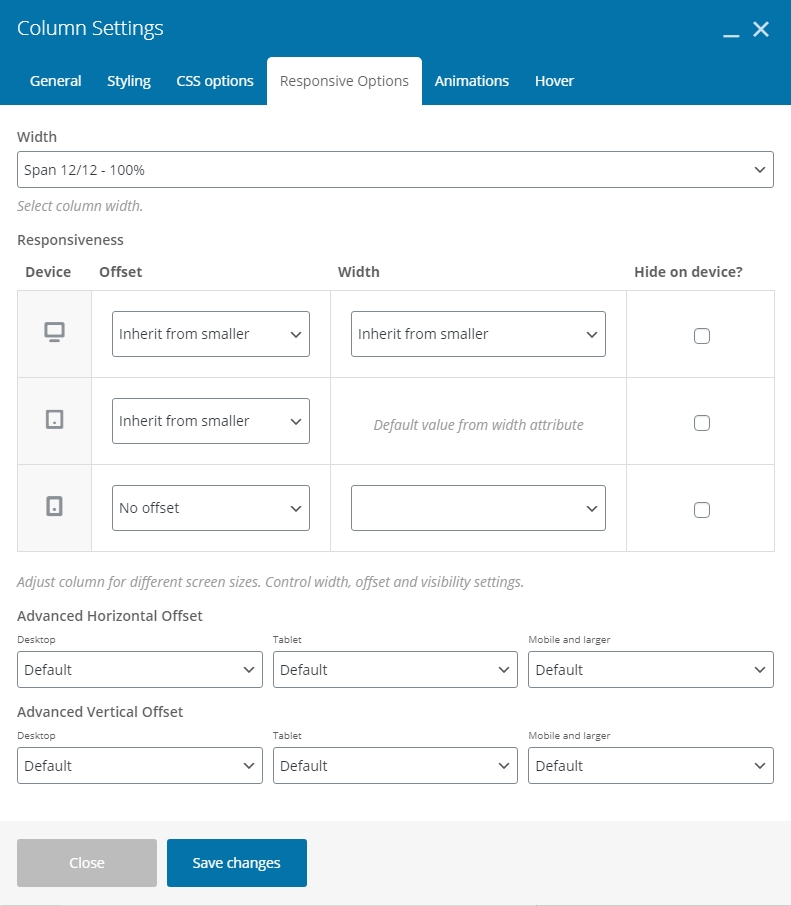 Column Settings
General Styling CSS options Responsive Options Animations Hover
Width
Span 12/12 - 100%
Select column width.
Responsiveness
Device Offset Width Hide on device?
Inherit from smaller Inherit from smaller
Inherit from smaller Default value from width attribute
No offset
Adjust column for different screen sizes. Control width, offset and visibility settings.
Advanced Horizontal Offset
Desktop Tablet Mobile and larger
Default Default Default
Advanced Vertical Offset
Desktop Tablet Mobile and larger
Default Default Default
Close Save changes